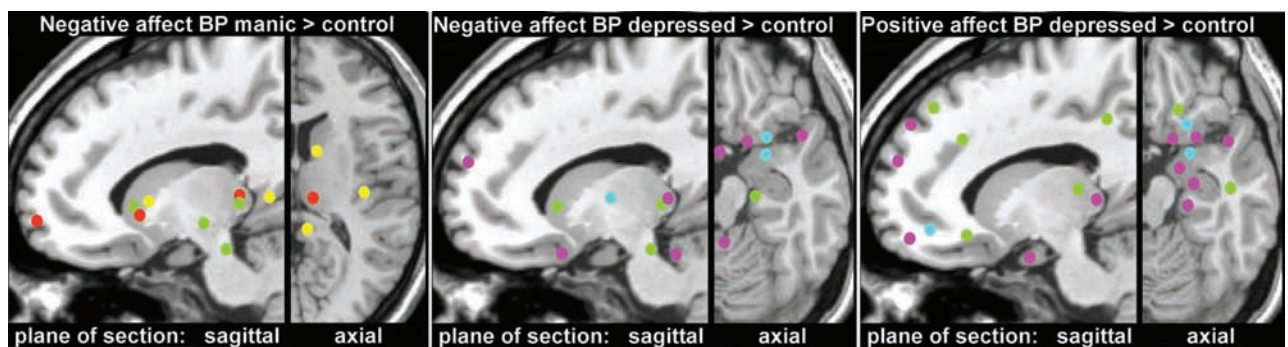 Negative affect BP manic > control
plane of section: sagittal axial
Negative affect BP depressed > control
plane of section: sagittal axial
Positive affect BP depressed > control
plane of section: sagittal axial